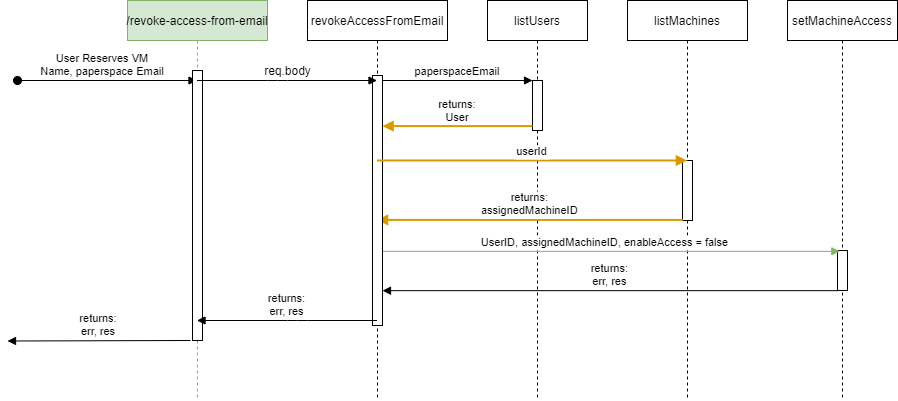 /revoke-access-from-email
revokeAccessFromEmail
listUsers
listMachines
setMachineAccess
User Reserves VM
Name, paperspace Email
req.body
paperspaceEmail
returns:
User
userId
returns:
assignedMachineID
UserID, assignedMachineID, enableAccess = false
returns:
err, res
returns:
err, res
returns:
err, res